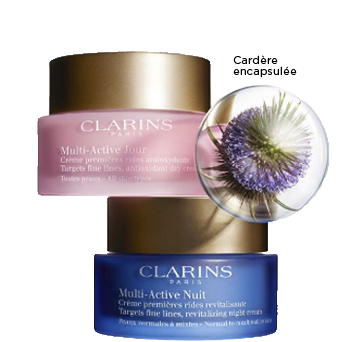 Cardère
encapsulée
CLARINS
PARIS
Multi-Active Jour
Crème premières rides antioxydante
Targets fine lines, antioxidant day cream
Toutes peaux - All skin types
CLARINS
PARIS
Multi-Active Nuit
Crème premières rides revitalisante
Targets fine lines, revitalizing night cream
Peaux normales à mixtes - Normal to combination skin